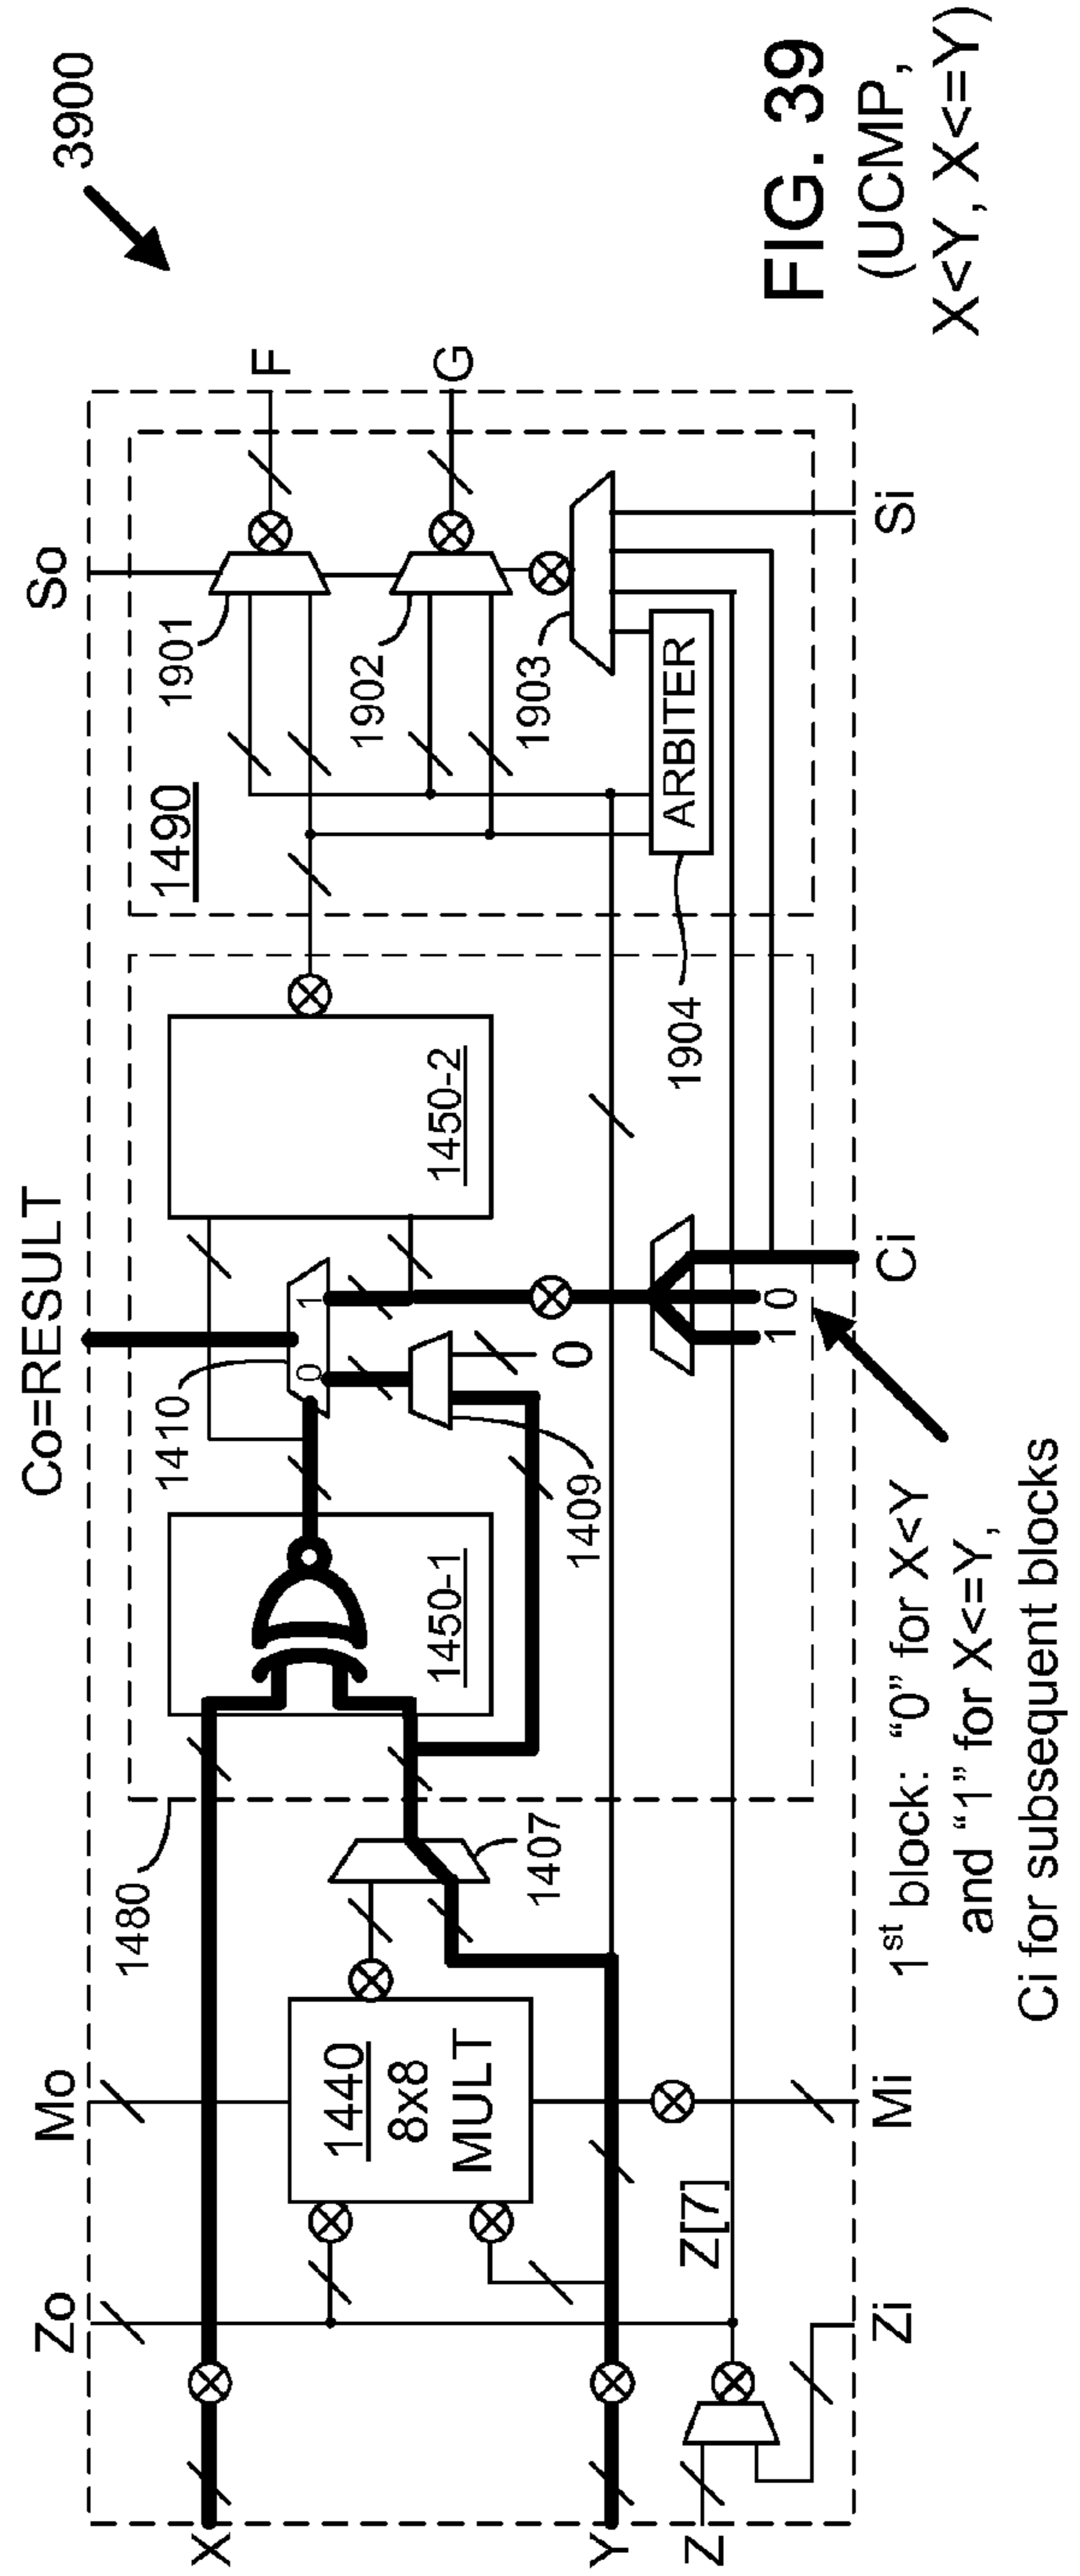 3900
Zo
Mo
Co=RESULT
So
1480
1410
1490
1901
F
X
1440
8x8
MULT
1450-1
0
1
1450-2
1902
G
1407
1409
0
1903
Y
Z[7]
ARBITER
Z
1 0
1904
Zi
Mi
Ci
Si
1st block: “0” for X<Y
and “1” for X<=Y,
Ci for subsequent blocks
FIG. 39
(UCMP,
X<Y, X<=Y)